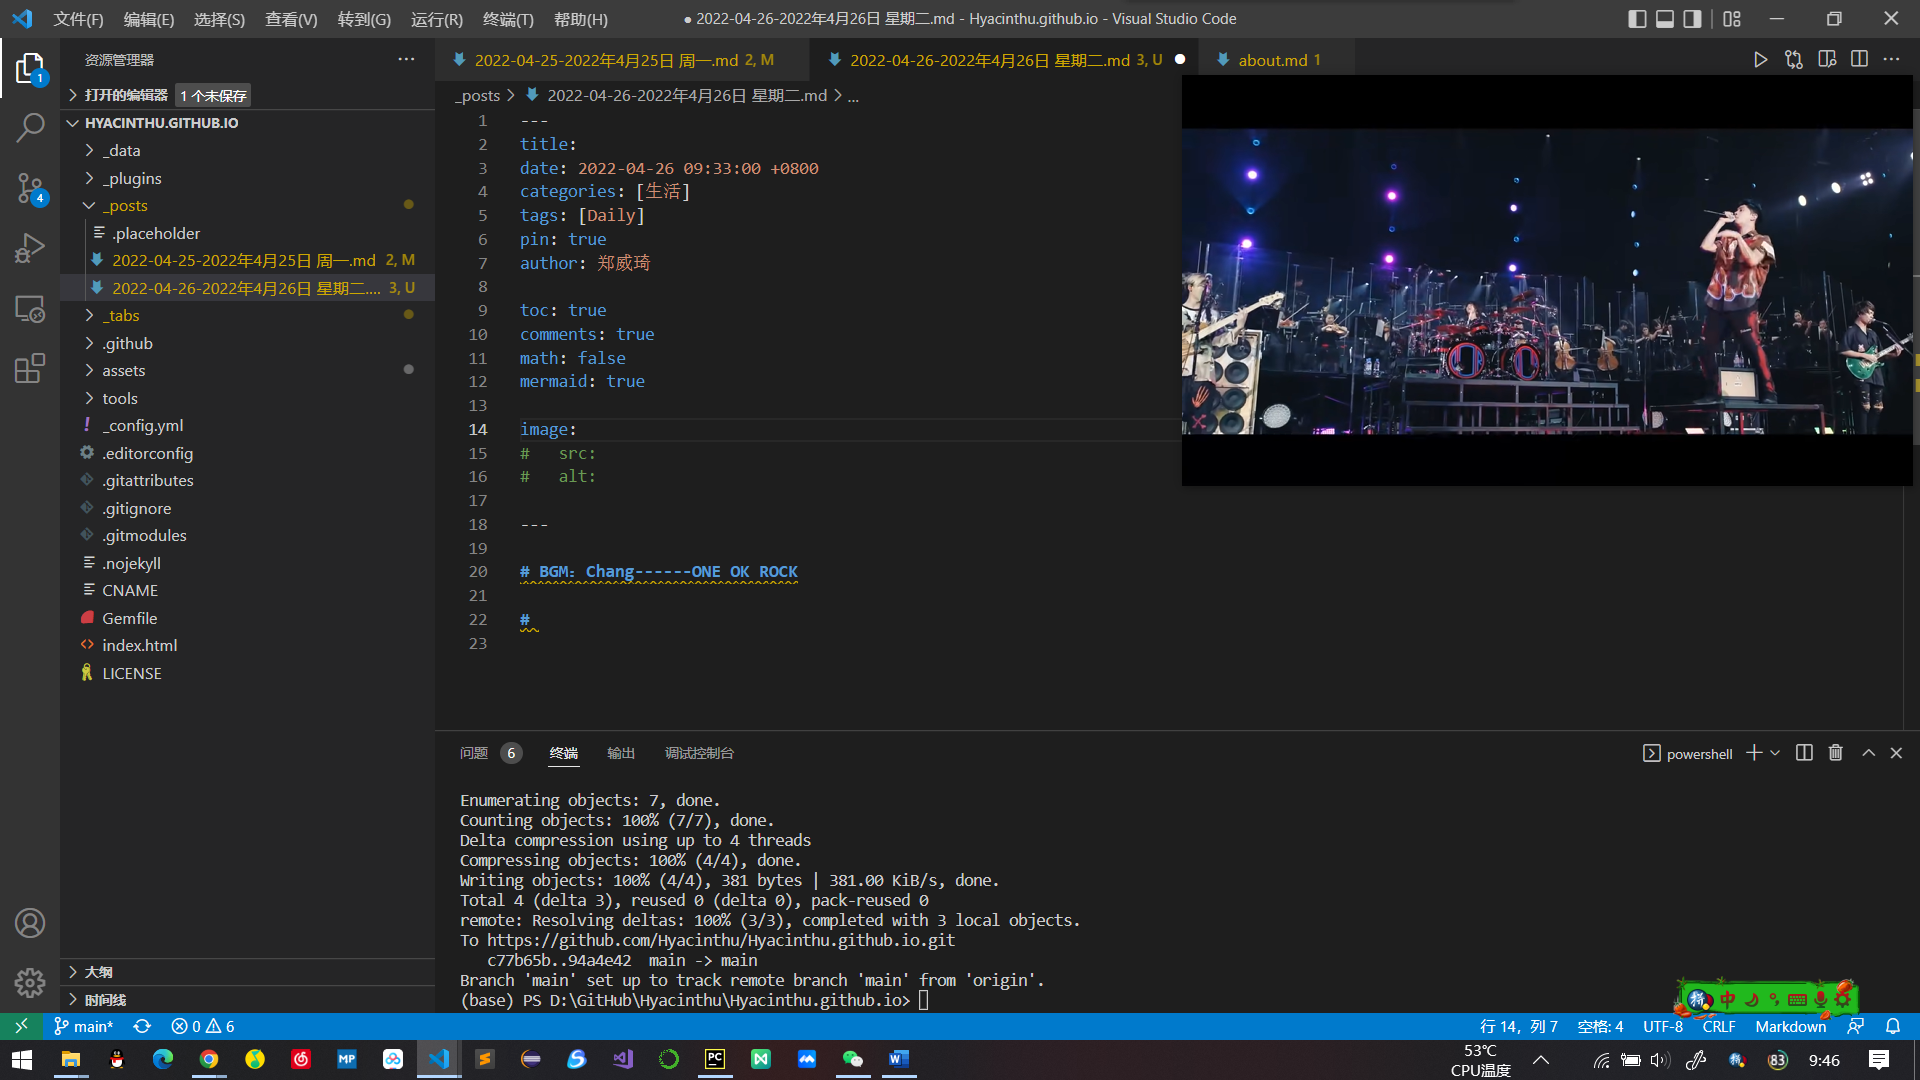 文件(F) 编辑(E) 选择(S) 查看(V) 转到(G) 运行(R) 终端(T) 帮助(H)
● 2022-04-26-2022年4月26日 星期二.md - Hyacinthu.github.io - Visual Studio Code
资源管理器
2022-04-25-2022年4月25日 周一.md 2, M
2022-04-26-2022年4月26日 星期二.md 3, U
about.md 1
打开的编辑器 1 个未保存
HYACINTHU.GITHUB.IO
_data
_plugins
_posts
.placeholder
2022-04-25-2022年4月25日 周一.md 2, M
2022-04-26-2022年4月26日 星期二.... 3, U
_tabs
.github
assets
tools
_config.yml
.editorconfig
.gitattributes
.gitignore
.gitmodules
.nojekyll
CNAME
Gemfile
index.html
LICENSE
大纲
时间线
1
4
_posts > 2022-04-26-2022年4月26日 星期二.md > ...
1 ---
2 title:
3 date: 2022-04-26 09:33:00 +0800
4 categories: [生活]
5 tags: [Daily]
6 pin: true
7 author: 郑威琦
8
9 toc: true
10 comments: true
11 math: false
12 mermaid: true
13
14 image:
15 #   src:
16 #   alt:
17
18 ---
19
20 # BGM：Chang------ONE OK ROCK
21
22 #
23
问题 6 终端 输出 调试控制台
powershell
Enumerating objects: 7, done.
Counting objects: 100% (7/7), done.
Delta compression using up to 4 threads
Compressing objects: 100% (4/4), done.
Writing objects: 100% (4/4), 381 bytes | 381.00 KiB/s, done.
Total 4 (delta 3), reused 0 (delta 0), pack-reused 0
remote: Resolving deltas: 100% (3/3), completed with 3 local objects.
To https://github.com/Hyacinthu/Hyacinthu.github.io.git
   c77b65b..94a4e42  main -> main
Branch 'main' set up to track remote branch 'main' from 'origin'.
(base) PS D:\GitHub\Hyacinthu\Hyacinthu.github.io>
拼 中
main* 0 6
行 14，列 7 空格: 4 UTF-8 CRLF Markdown
MP
PC
W
53℃
CPU温度
拼
83
9:46